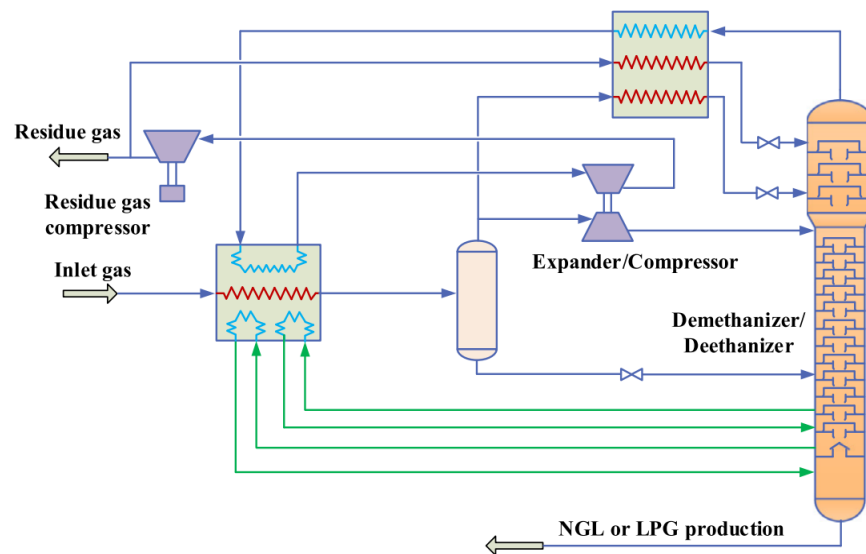 Residue gas
Residue gas
compressor
Inlet gas
Expander/Compressor
Demethanizer/
Deethanizer
NGL or LPG production